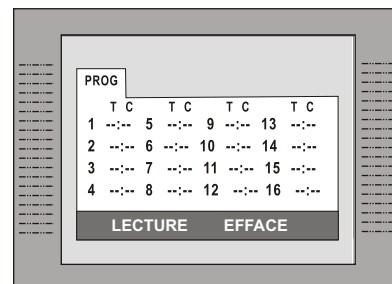 PROG
T C T C T C T C
1 --:-- 5 --:-- 9 --:-- 13 --:--
2 --:-- 6 --:-- 10 --:-- 14 --:--
3 --:-- 7 --:-- 11 --:-- 15 --:--
4 --:-- 8 --:-- 12 --:-- 16 --:--
LECTURE EFFACE